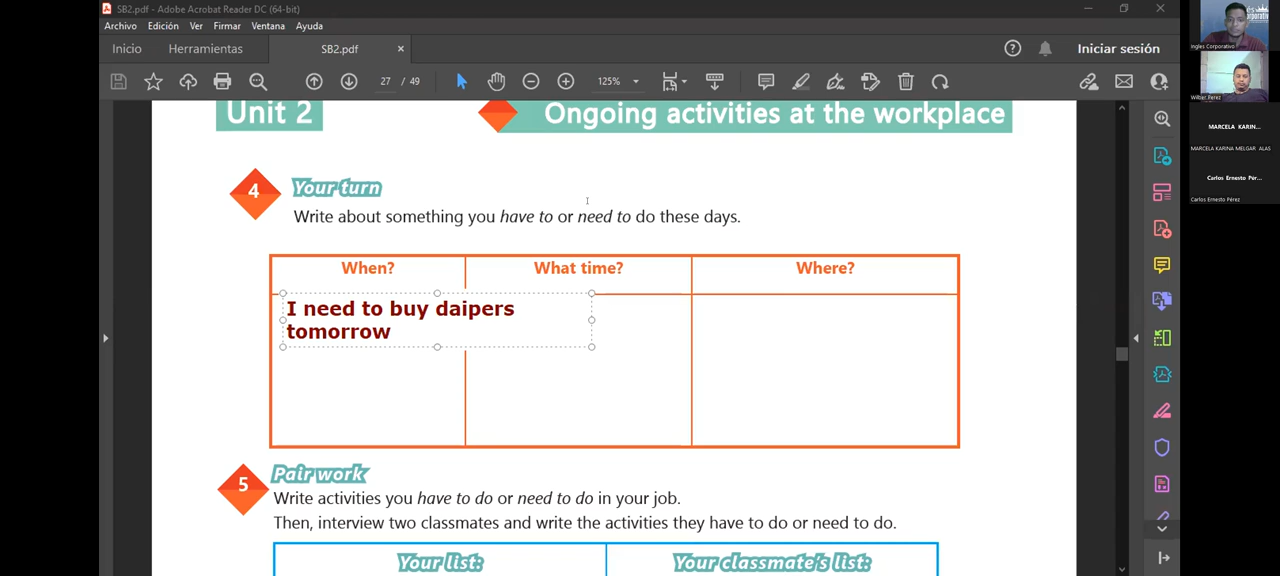 SB2.pdf - Adobe Acrobat Reader DC (64-bit)
Archivo Edición Ver Firmar Ventana Ayuda
Inicio Herramientas SB2.pdf × Iniciar sesión
27 / 49 125%
Unit 2 Ongoing activities at the workplace
4 Your turn
Write about something you have to or need to do these days.
When? What time? Where?
I need to buy daipers
tomorrow
5 Pair work
Write activities you have to do or need to do in your job.
Then, interview two classmates and write the activities they have to do or need to do.
Your list: Your classmate's list:
Ingles Corporativo
Wilber Perez
MARCELA KARIN...
MARCELA KARINA MELGAR ALAS
Carlos Ernesto Pér...
Carlos Ernesto Pérez